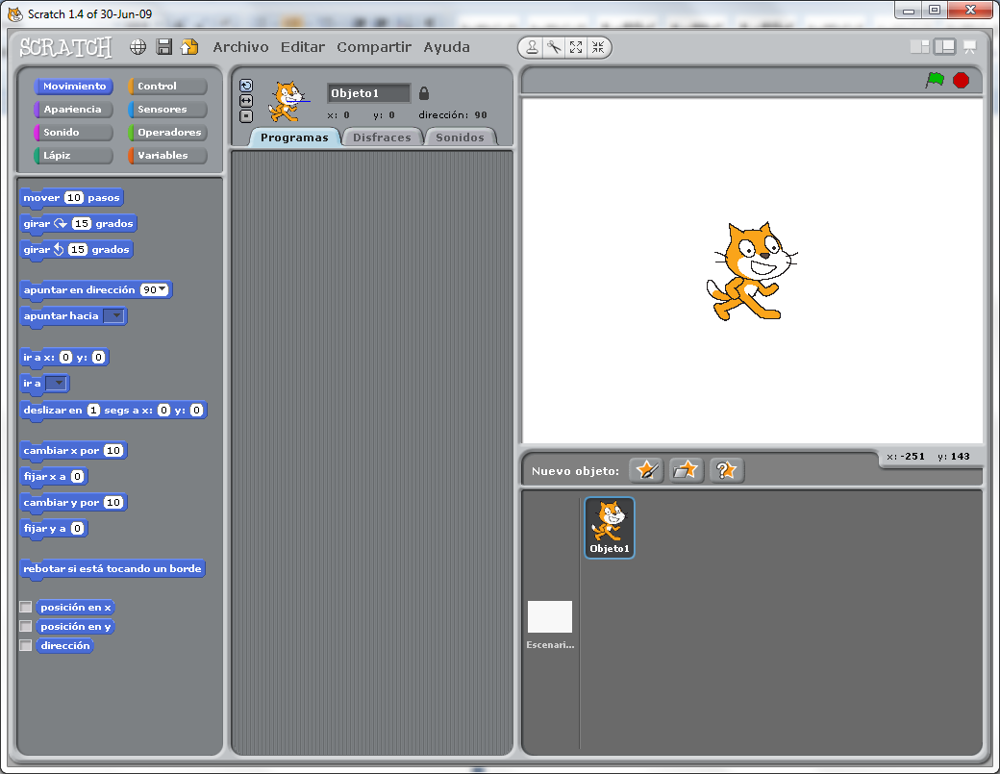 Scratch 1.4 of 30-Jun-09
SCRATCH Archivo Editar Compartir Ayuda
Movimiento Control
Apariencia Sensores
Sonido Operadores
Lápiz Variables
mover 10 pasos
girar 15 grados
girar 15 grados
apuntar en dirección 90
apuntar hacia
ir a x: 0 y: 0
ir a
deslizar en 1 segs a x: 0 y: 0
cambiar x por 10
fijar x a 0
cambiar y por 10
fijar y a 0
rebotar si está tocando un borde
posición en x
posición en y
dirección
Objeto1
x: 0 y: 0 dirección: 90
Programas Disfraces Sonidos
x: -251 y: 143
Nuevo objeto: ?
Objeto1
Escenari...